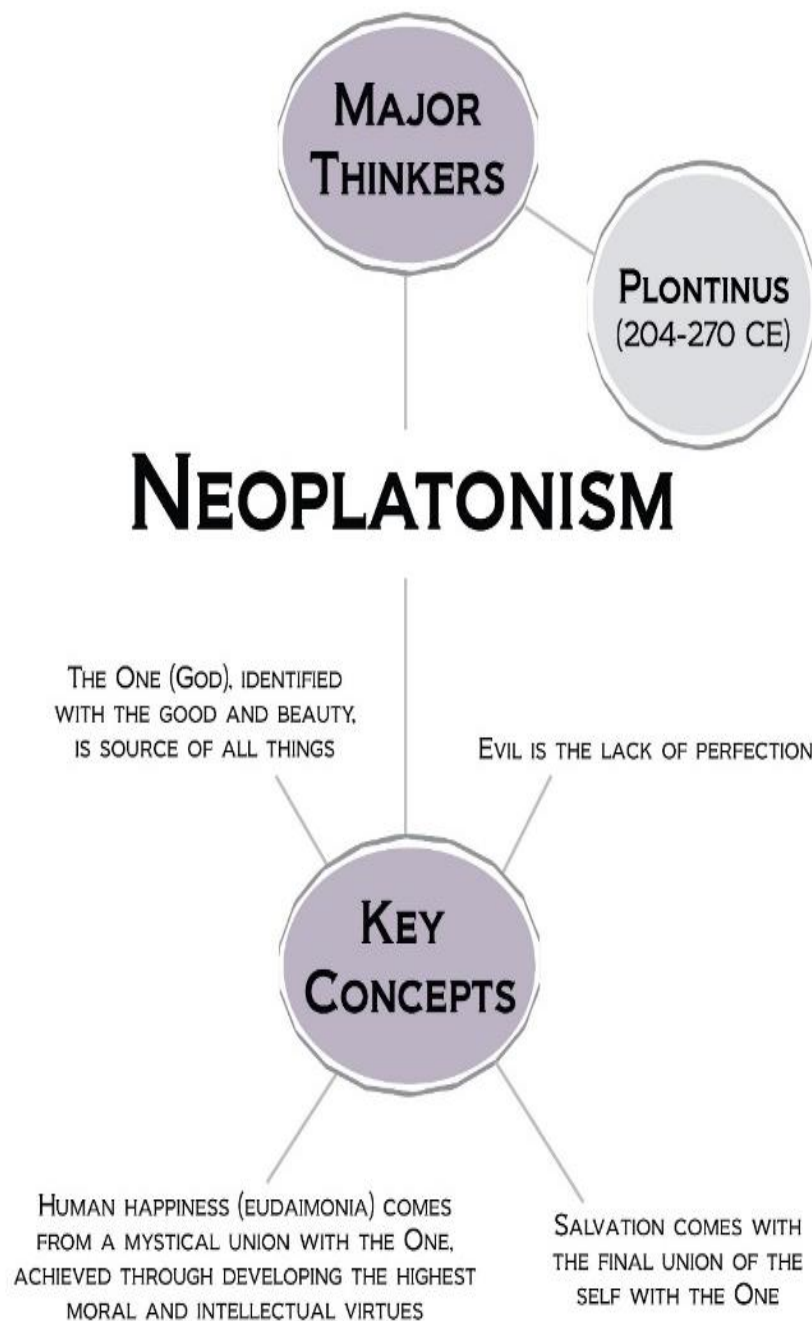 Major
Thinkers
Plontinus
(204-270 CE)
Neoplatonism
The One (God), identified
with the good and beauty,
is source of all things
Evil is the lack of perfection
Key
Concepts
Human happiness (eudaimonia) comes
from a mystical union with the One,
achieved through developing the highest
moral and intellectual virtues
Salvation comes with
the final union of the
self with the One